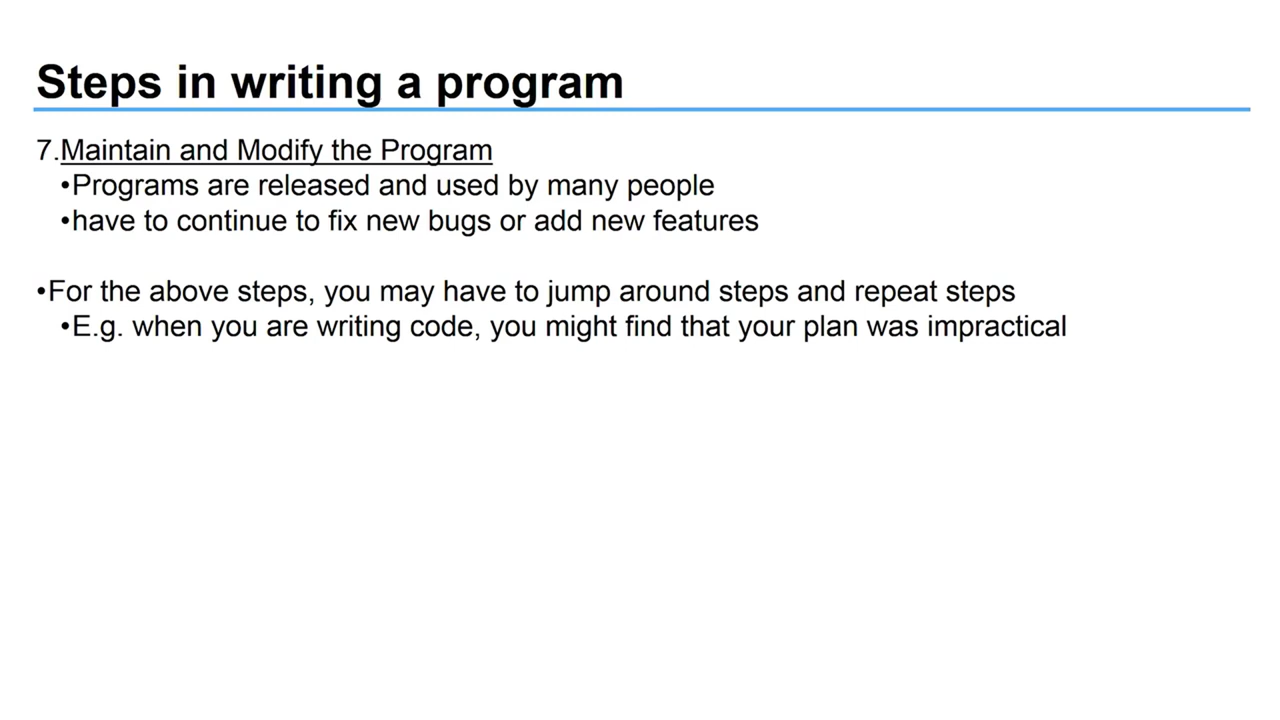 Steps in writing a program
7.Maintain and Modify the Program
•Programs are released and used by many people
•have to continue to fix new bugs or add new features
•For the above steps, you may have to jump around steps and repeat steps
•E.g. when you are writing code, you might find that your plan was impractical